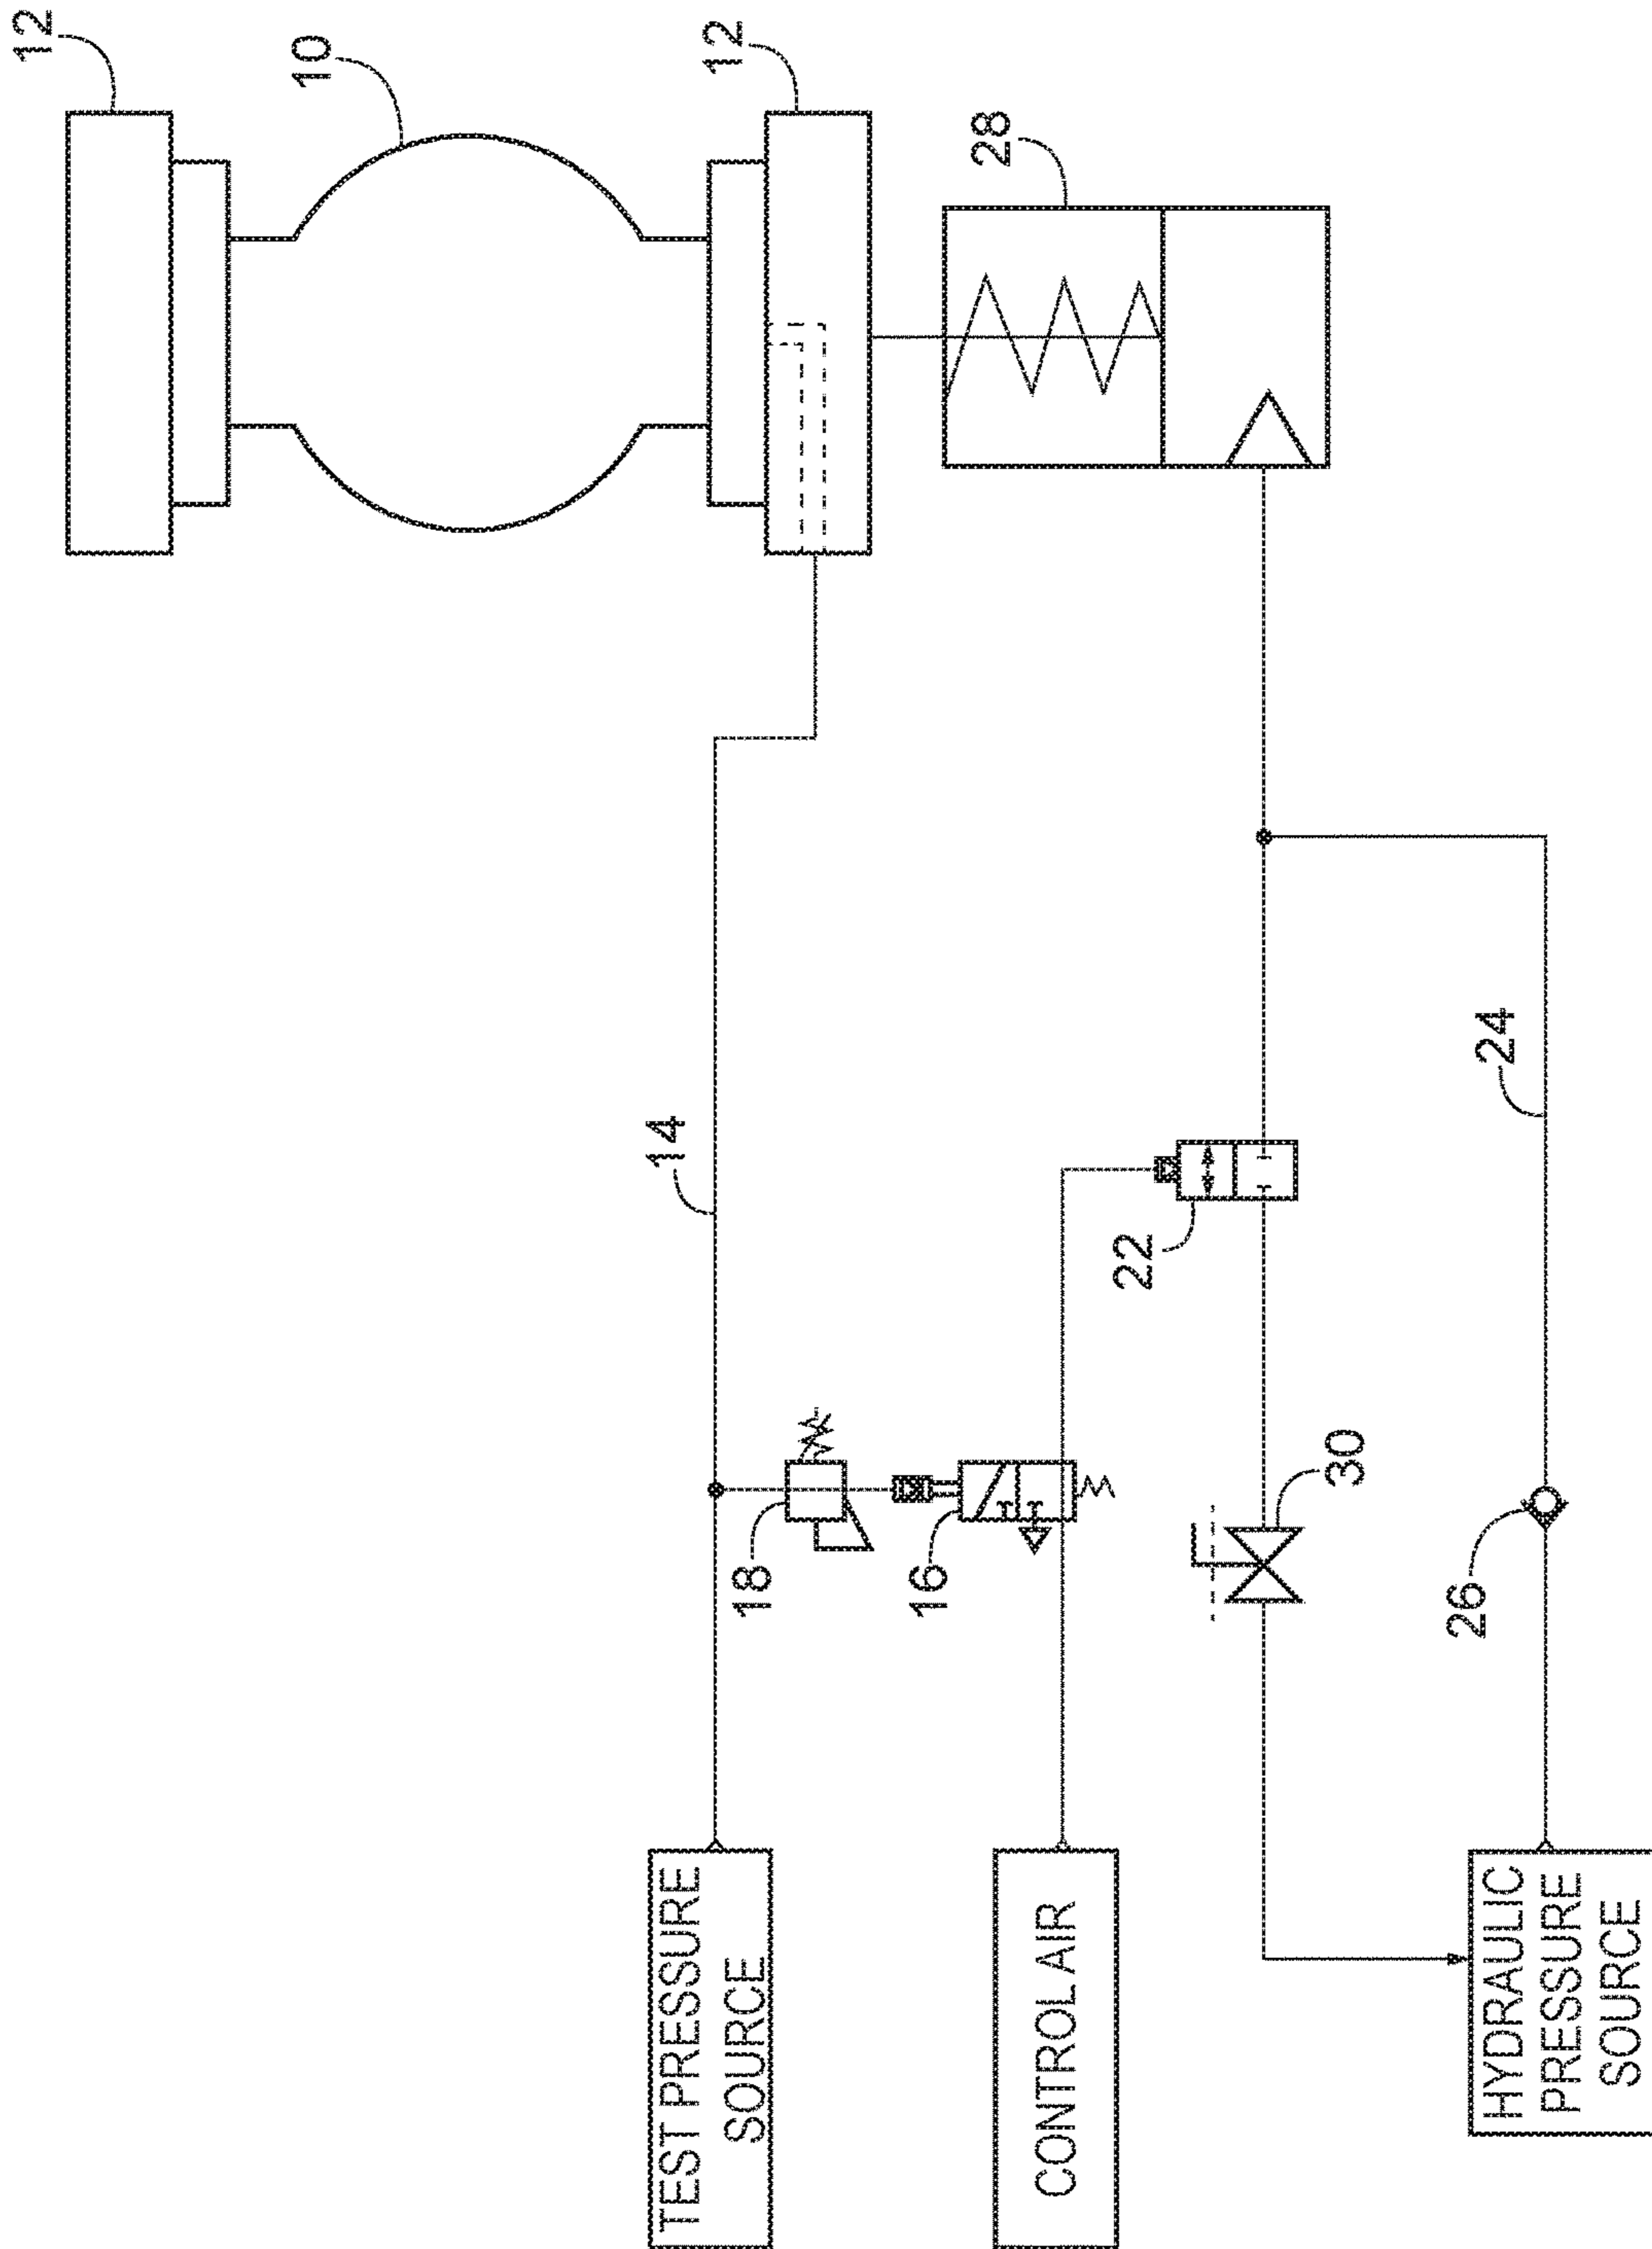 12
10
12
28
14
24
22
18
16
30
26
TEST PRESSURE
SOURCE
CONTROL AIR
HYDRAULIC
PRESSURE
SOURCE